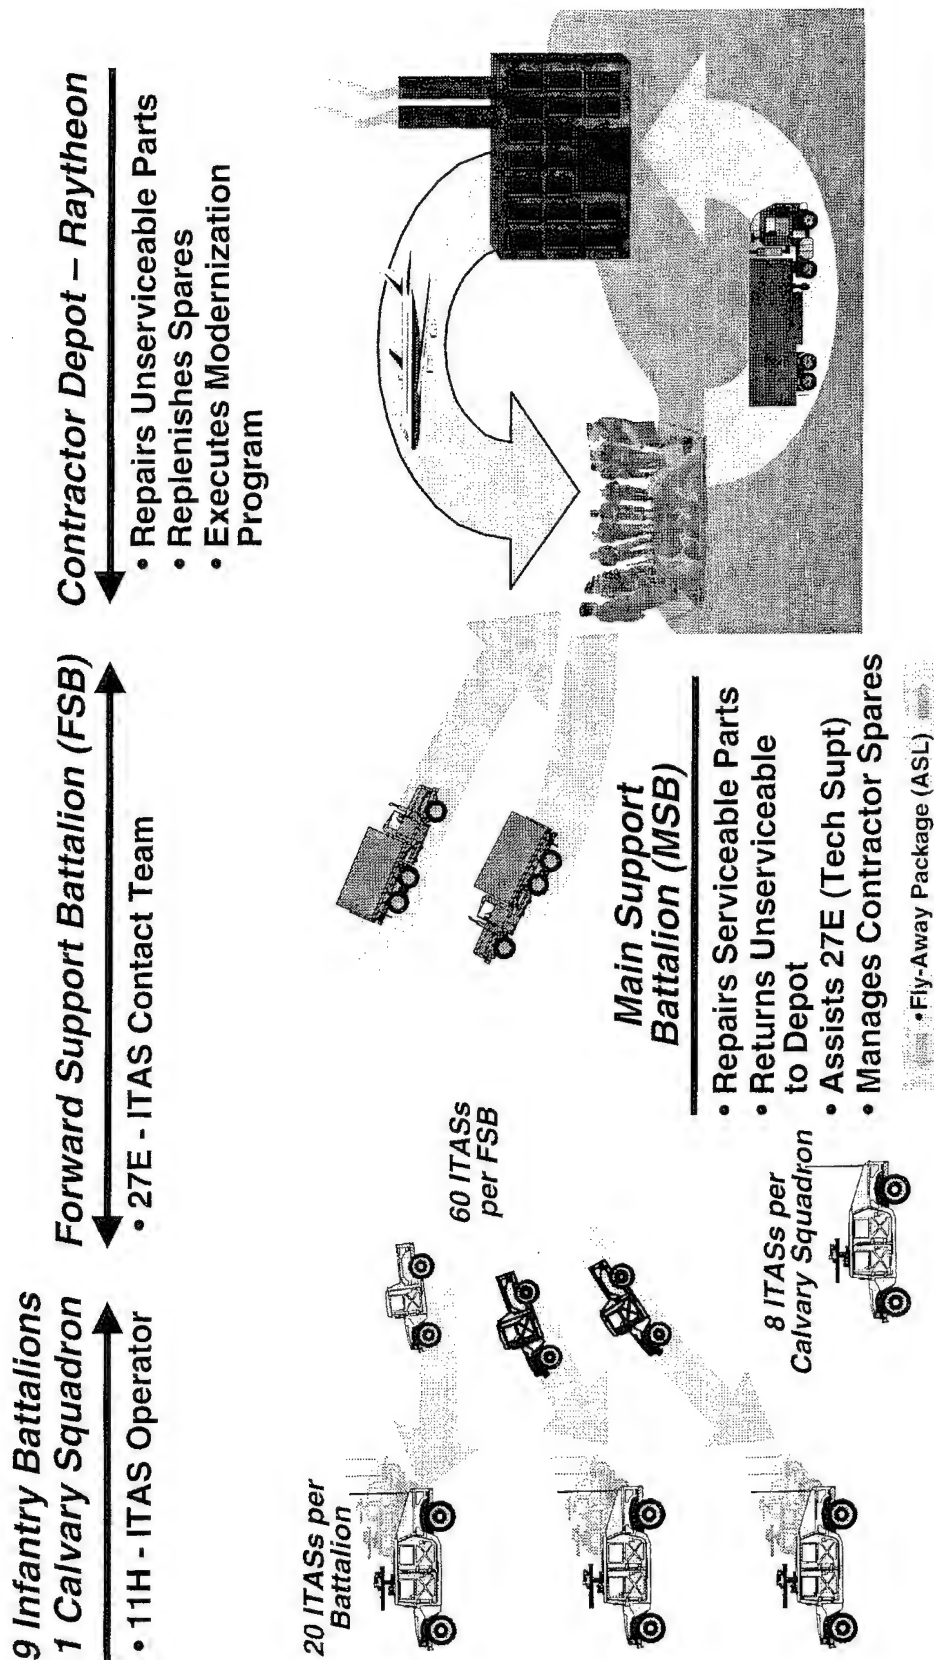 9 Infantry Battalions
1 Calvary Squadron
• 11H - ITAS Operator
20 ITASs per
Battalion
Forward Support Battalion (FSB)
• 27E - ITAS Contact Team
60 ITASs
per FSB
8 ITASs per
Calvary Squadron
Main Support
Battalion (MSB)
• Repairs Serviceable Parts
• Returns Unserviceable
to Depot
• Assists 27E (Tech Supt)
• Manages Contractor Spares
• Fly-Away Package (ASL)
Contractor Depot – Raytheon
• Repairs Unserviceable Parts
• Replenishes Spares
• Executes Modernization
Program